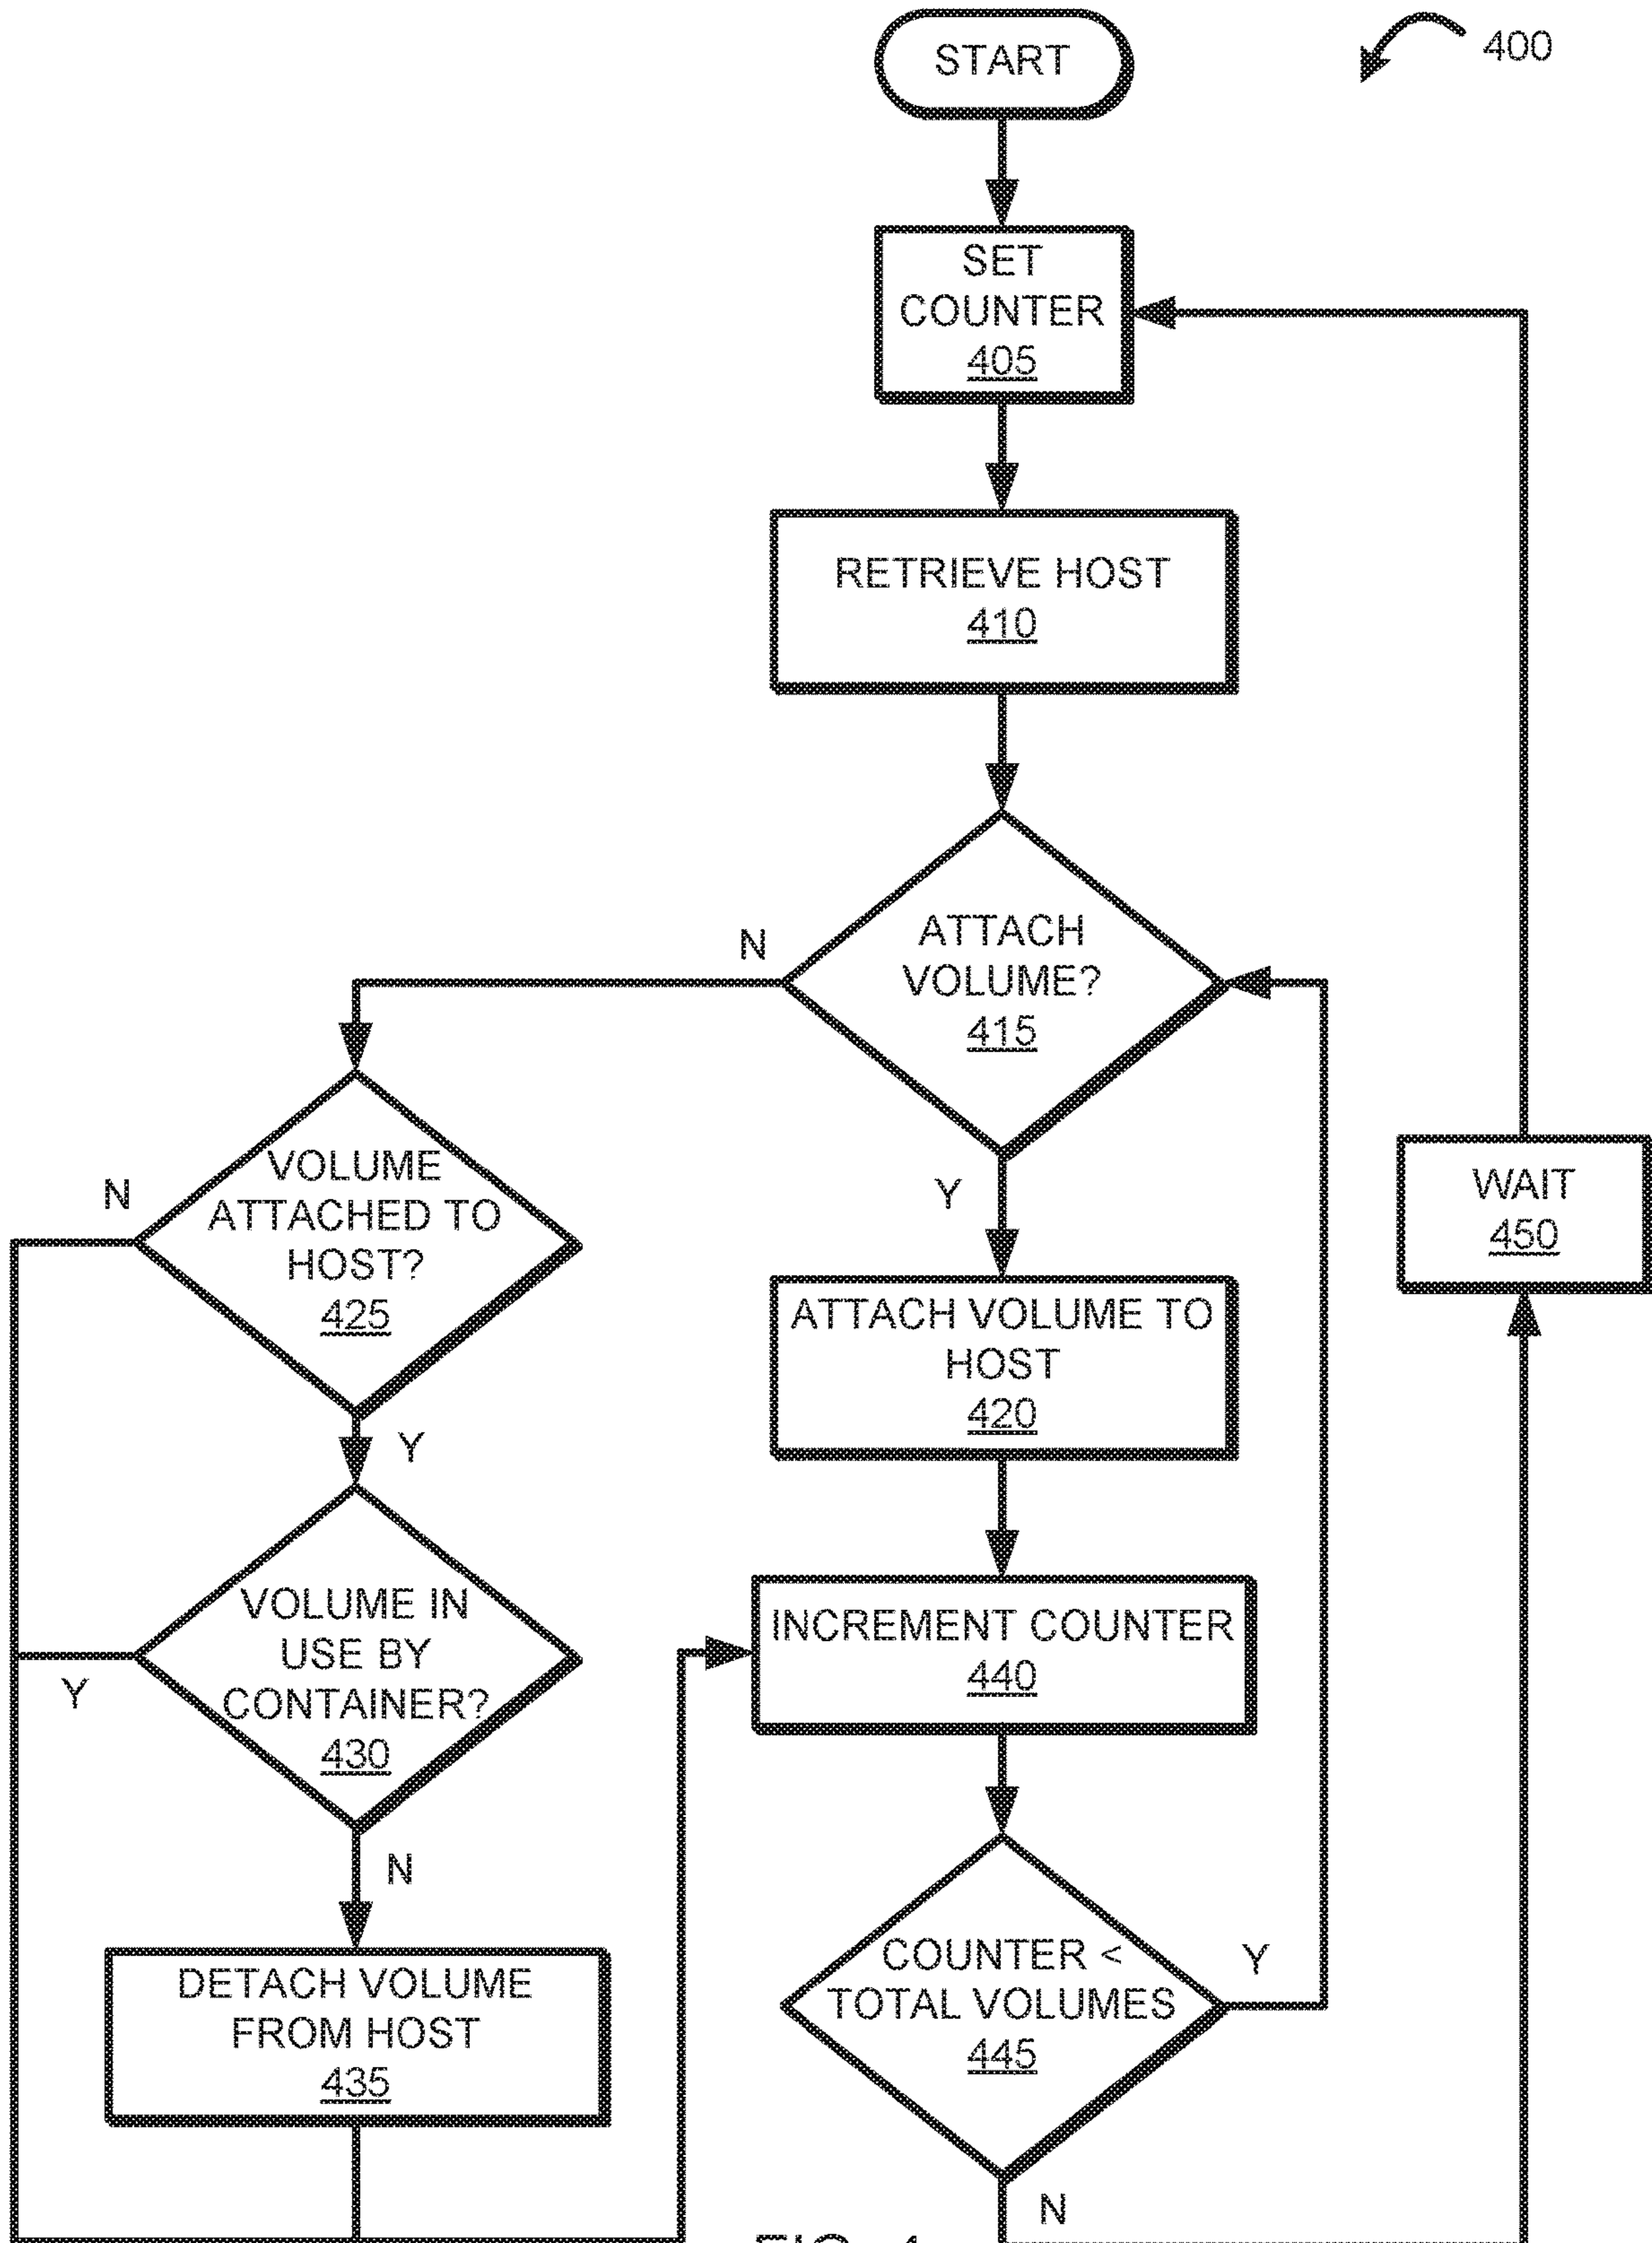 START
400
SET
COUNTER
405
RETRIEVE HOST
410
N
ATTACH
VOLUME?
415
Y
N
VOLUME
ATTACHED TO
HOST?
425
Y
WAIT
450
ATTACH VOLUME TO
HOST
420
VOLUME IN
USE BY
CONTAINER?
430
Y
N
INCREMENT COUNTER
440
DETACH VOLUME
FROM HOST
435
COUNTER <
TOTAL VOLUMES
445
Y
N